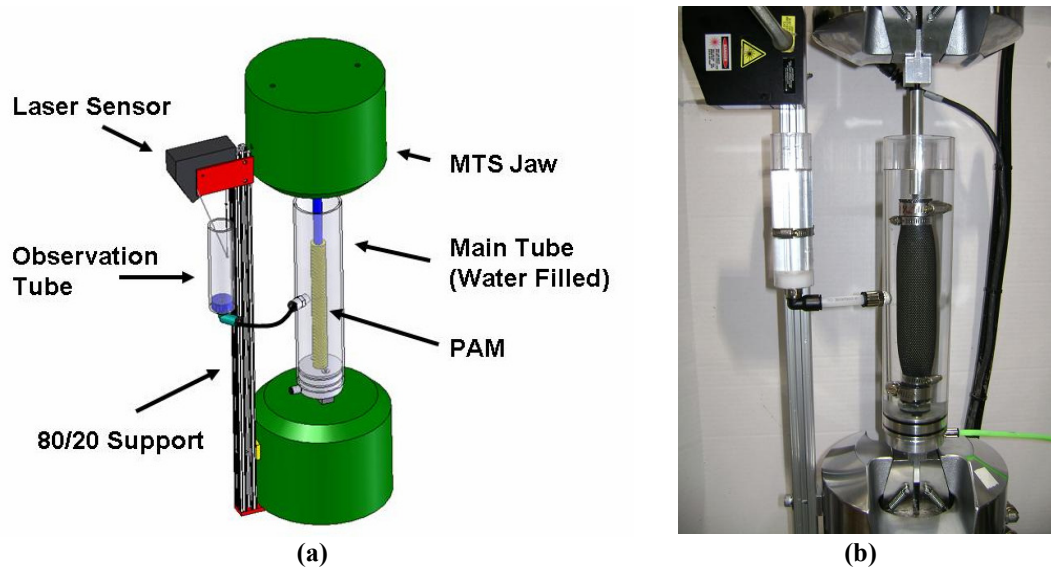 Laser Sensor
MTS Jaw
Observation
Tube
Main Tube
(Water Filled)
PAM
80/20 Support
(a)
(b)